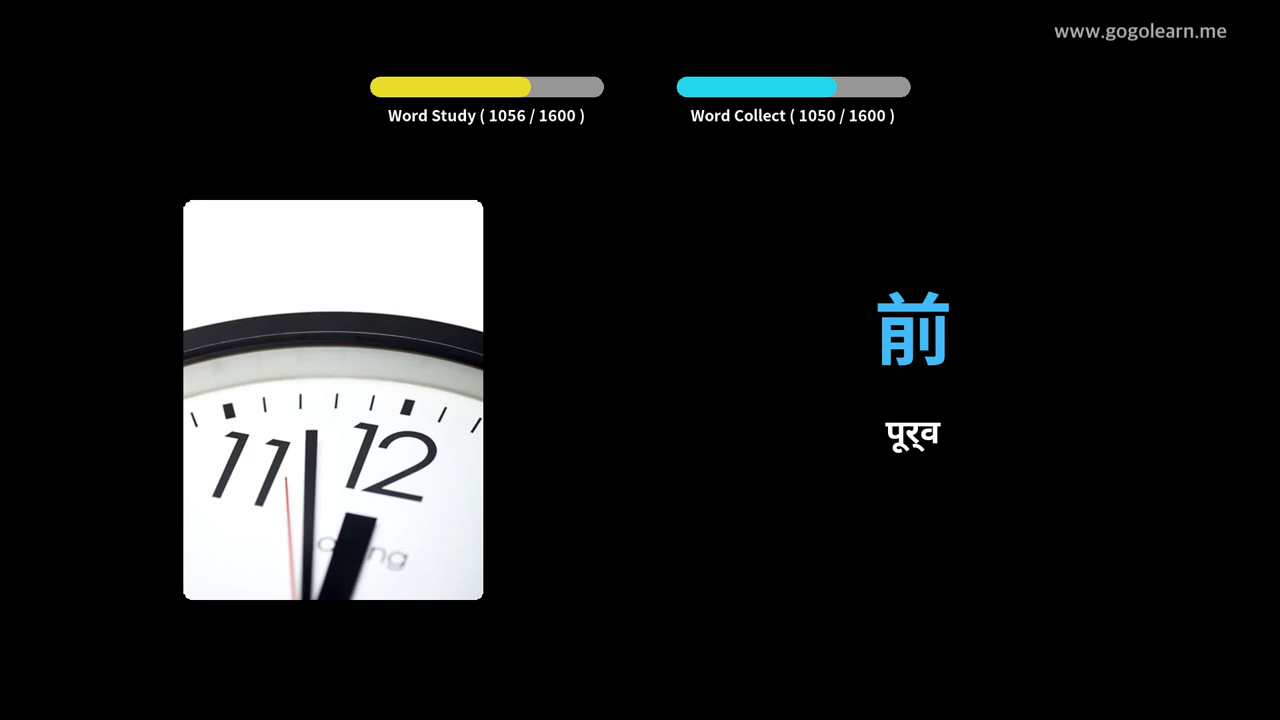 www.gogolearn.me
Word Study ( 1056 / 1600 )
Word Collect ( 1050 / 1600 )
11
12
前
पूर्व